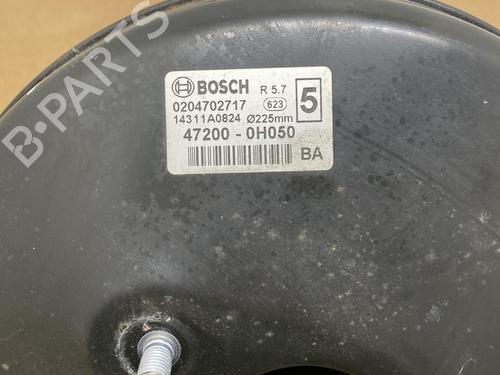 B-PARTS
BOSCH R 5.7 5
0204702717 623
14311A0824 Ø225mm
47200 - 0H050
BA